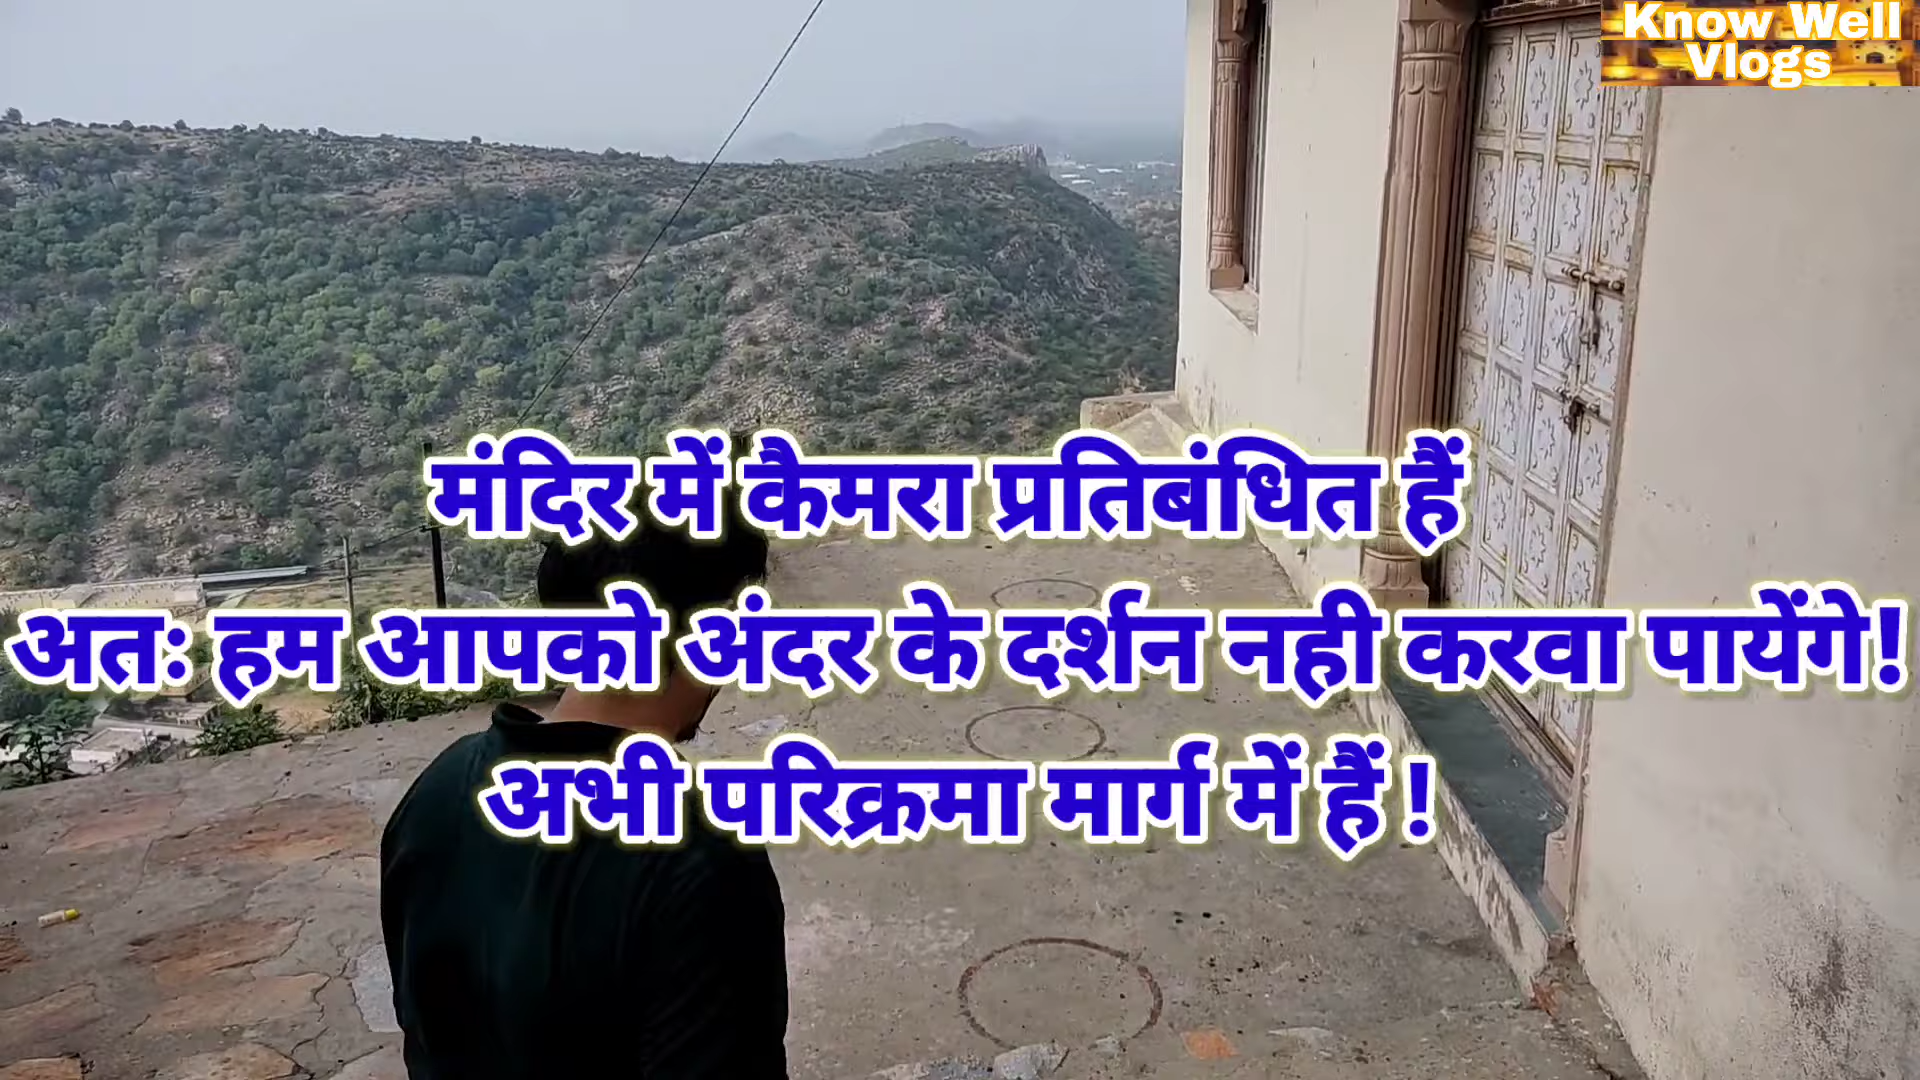 Know Well
Vlogs
मंदिर में कैमरा प्रतिबंधित हैं
अतः हम आपको अंदर के दर्शन नही करवा पायेंगे!
अभी परिक्रमा मार्ग में हैं !